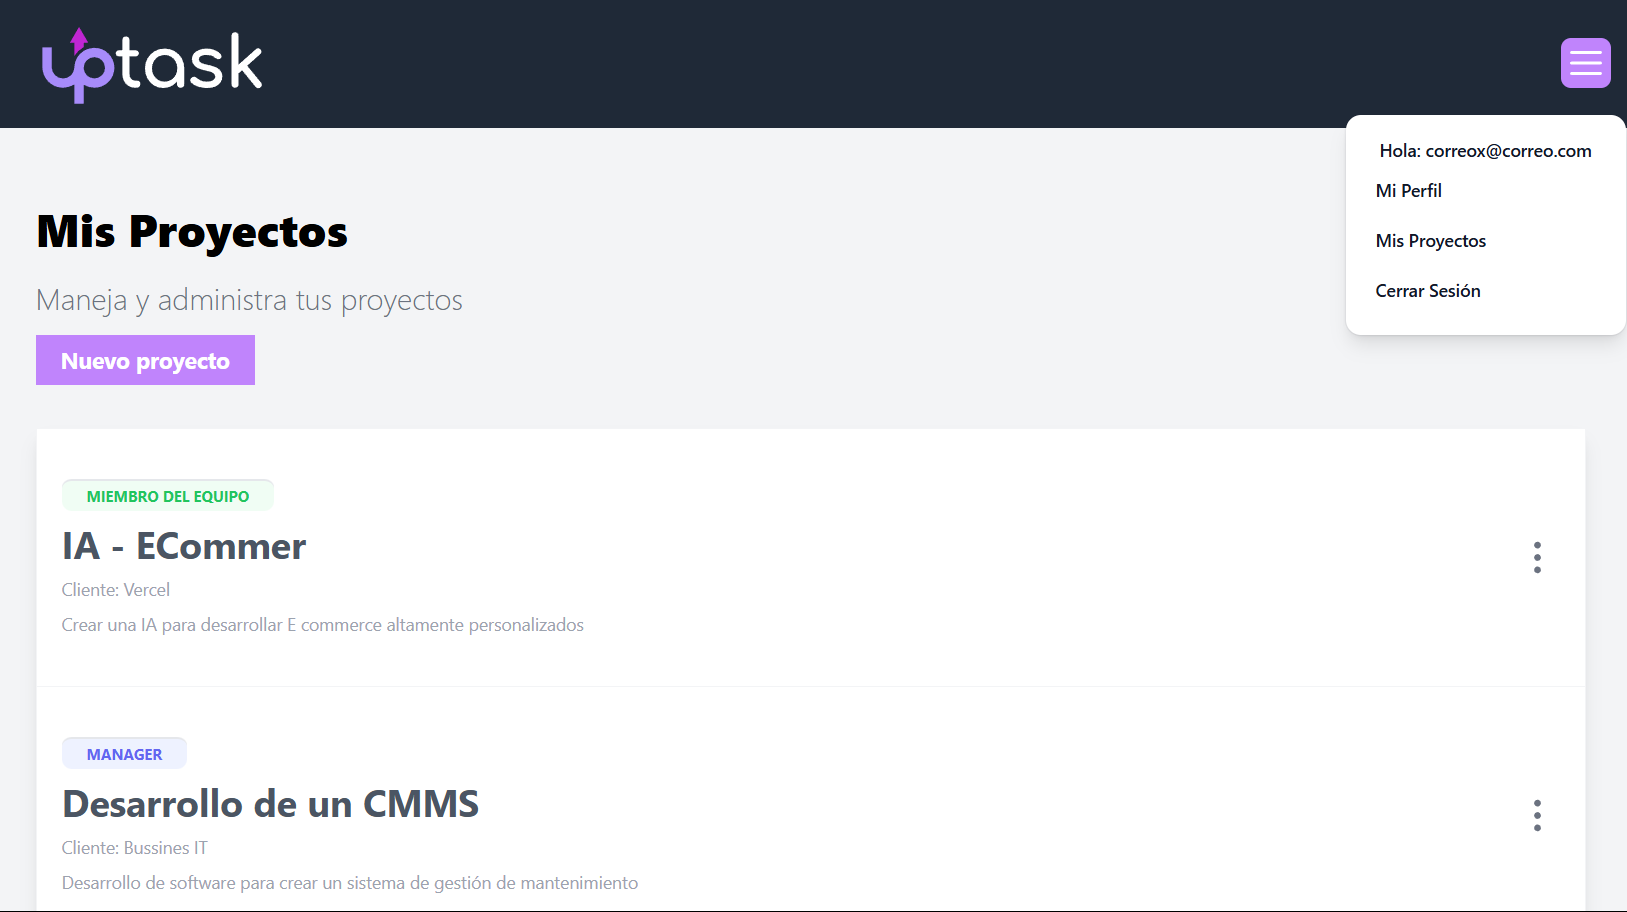 uptask
Hola: correox@correo.com
Mi Perfil
Mis Proyectos
Cerrar Sesión
Mis Proyectos
Maneja y administra tus proyectos
Nuevo proyecto
MIEMBRO DEL EQUIPO
IA - ECommer
Cliente: Vercel
Crear una IA para desarrollar E commerce altamente personalizados
MANAGER
Desarrollo de un CMMS
Cliente: Bussines IT
Desarrollo de software para crear un sistema de gestión de mantenimiento